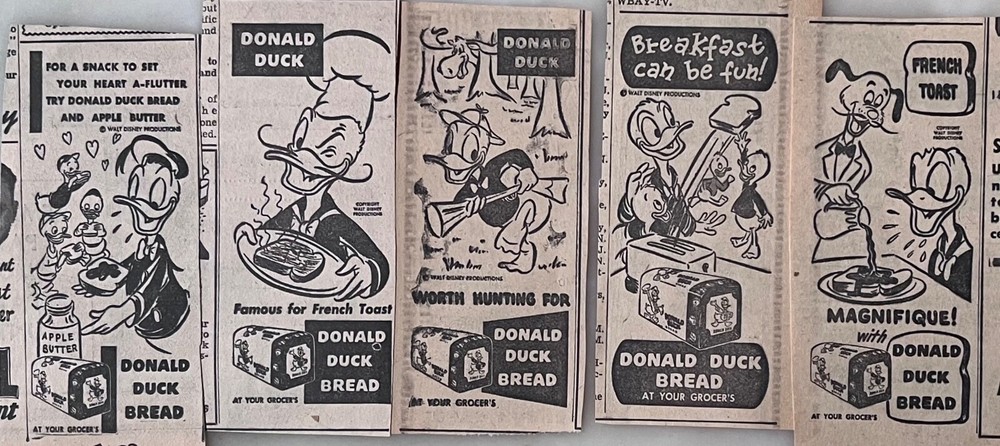 FOR A SNACK TO SET
YOUR HEART A-FLUTTER
TRY DONALD DUCK BREAD
AND APPLE BUTTER
© WALT DISNEY PRODUCTIONS
APPLE
BUTTER
DONALD
DUCK
BREAD
AT YOUR GROCER'S
DONALD
DUCK
COPYRIGHT
WALT DISNEY
PRODUCTIONS
Famous for French Toast
DONALD
DUCK
BREAD
AT YOUR GROCER'S
DONALD
DUCK
© WALT DISNEY PRODUCTIONS
WORTH HUNTING FOR
DONALD
DUCK
BREAD
AT YOUR GROCER'S
WBAY-TV.
Breakfast
can be fun!
© WALT DISNEY PRODUCTIONS
DONALD DUCK
BREAD
AT YOUR GROCER'S
FRENCH
TOAST
COPYRIGHT
WALT DISNEY
PRODUCTIONS
MAGNIFIQUE!
with
DONALD
DUCK
BREAD
AT YOUR GROCER'S